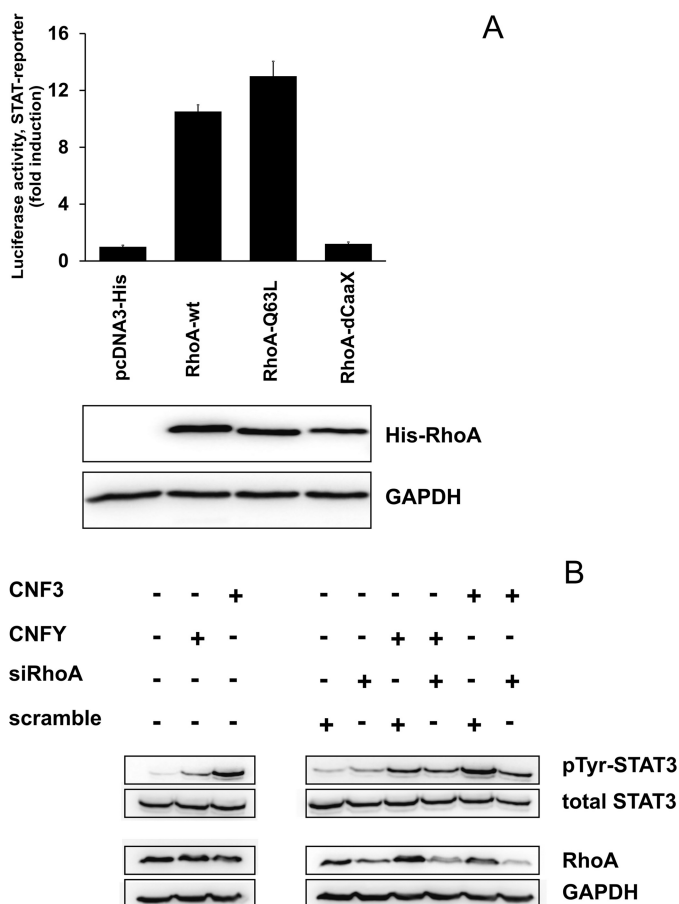 A
Luciferase activity, STAT-reporter
(fold induction)
16
12
8
4
0
pcDNA3-His
RhoA-wt
RhoA-Q63L
RhoA-dCaaX
His-RhoA
GAPDH
B
CNF3 - - + - - - - + +
CNFY - + - - - + + - -
siRhoA - - - - + - + - +
scramble - - - + - + - + -
pTyr-STAT3
total STAT3
RhoA
GAPDH